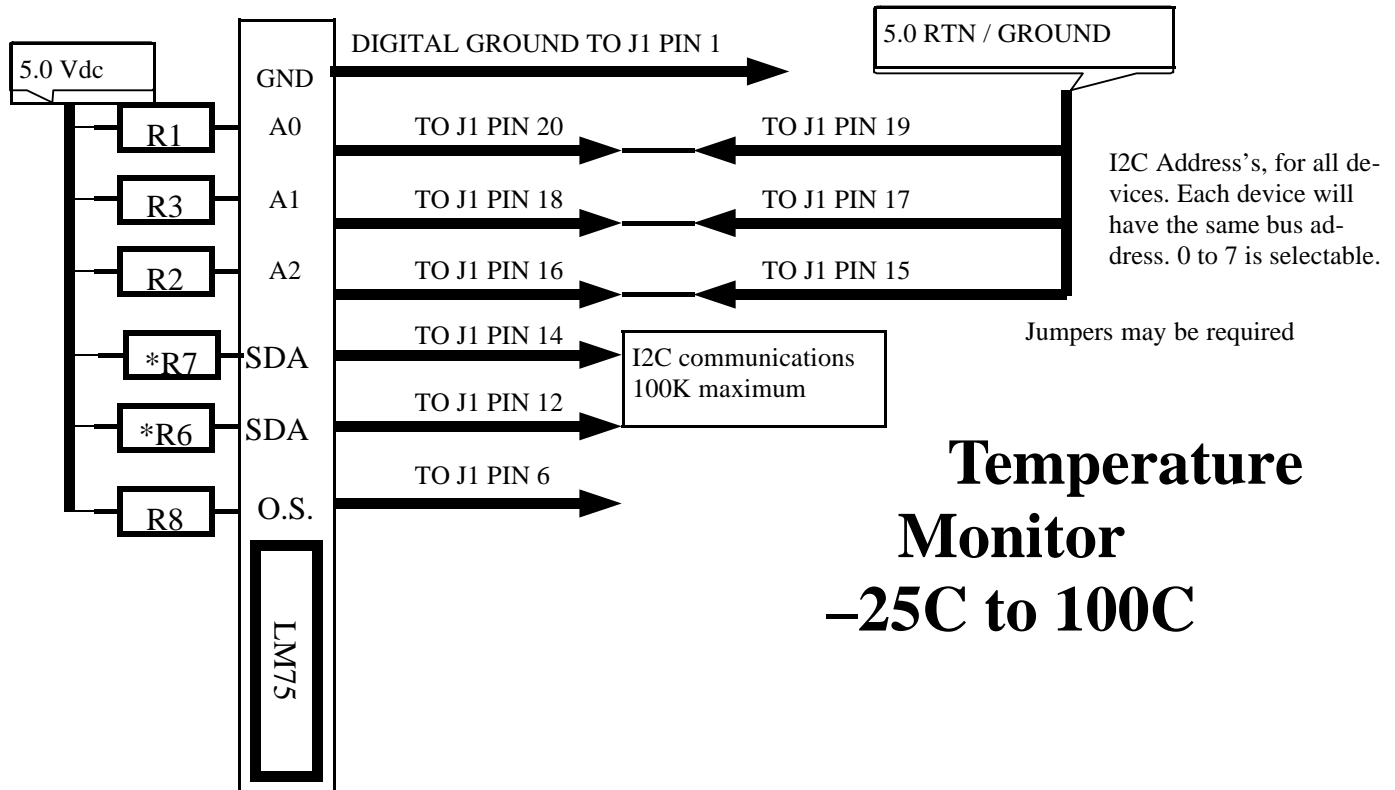 DIGITAL GROUND TO J1 PIN 1
5.0 RTN / GROUND
5.0 Vdc
GND
R1
A0
TO J1 PIN 20
TO J1 PIN 19
R3
A1
TO J1 PIN 18
TO J1 PIN 17
R2
A2
TO J1 PIN 16
TO J1 PIN 15
I2C Address's, for all de-
vices. Each device will
have the same bus ad-
dress. 0 to 7 is selectable.
Jumpers may be required
*R7
SDA
TO J1 PIN 14
I2C communications
100K maximum
*R6
SDA
TO J1 PIN 12
R8
O.S.
TO J1 PIN 6
LM75
Temperature
Monitor
–25C to 100C